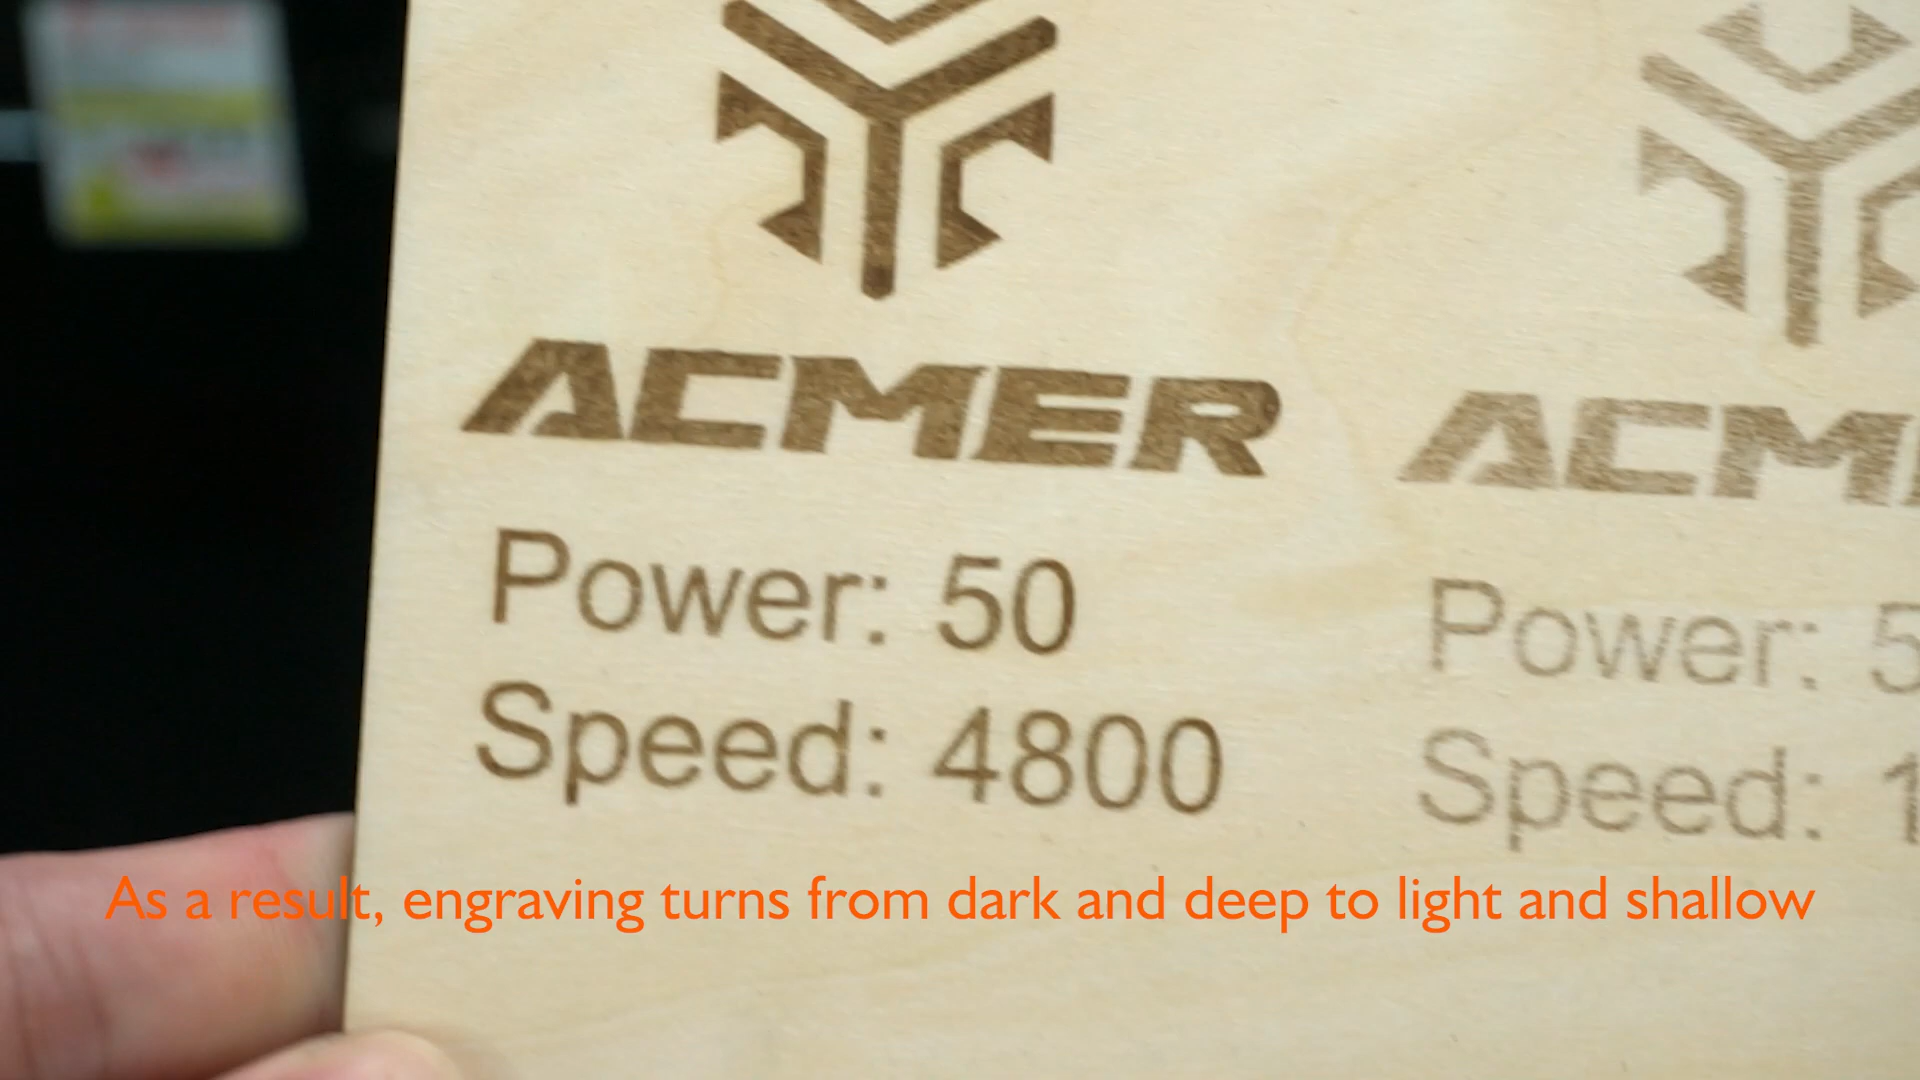 ACMER
Power: 50
Speed: 4800
ACM
Power: 5
Speed: 1
As a result, engraving turns from dark and deep to light and shallow